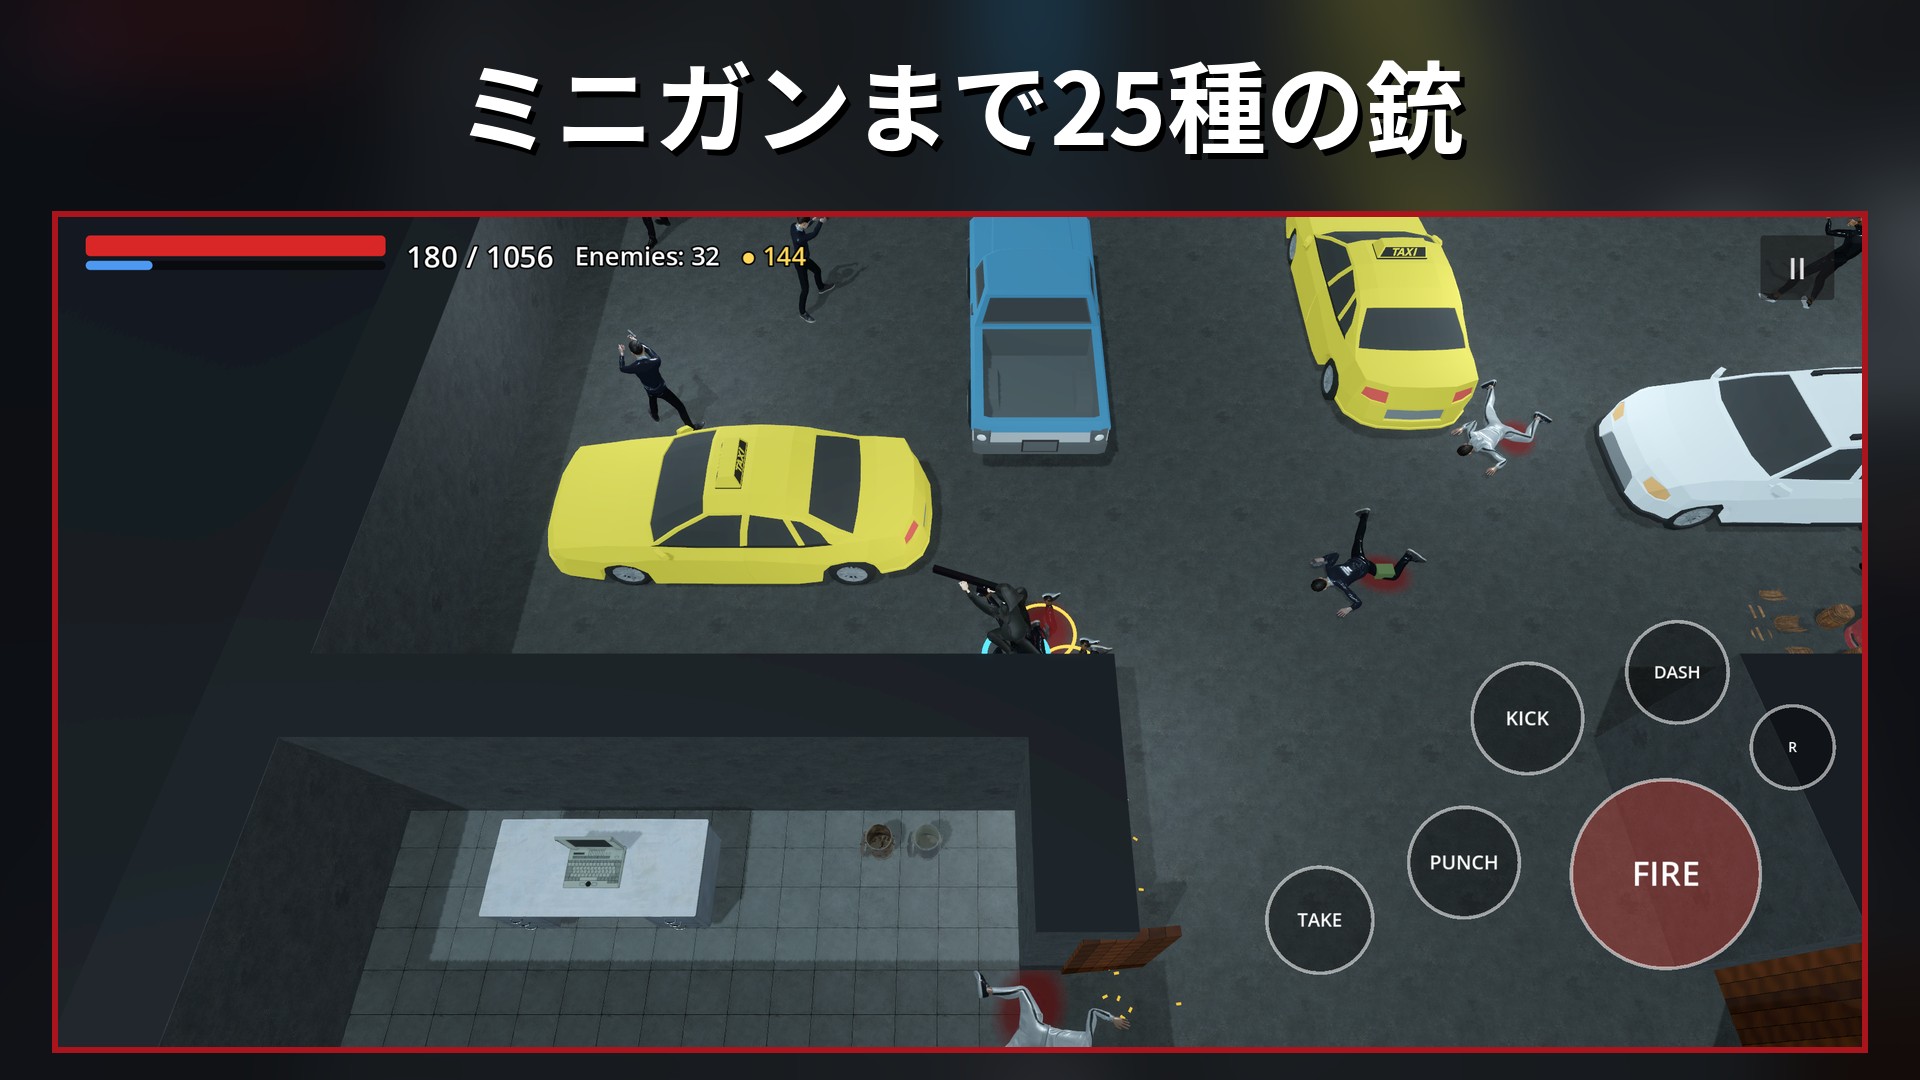 ミニガンまで25種の銃
180 / 1056 Enemies: 32 144
TAXI
TAXI
DASH
KICK
R
PUNCH
FIRE
TAKE